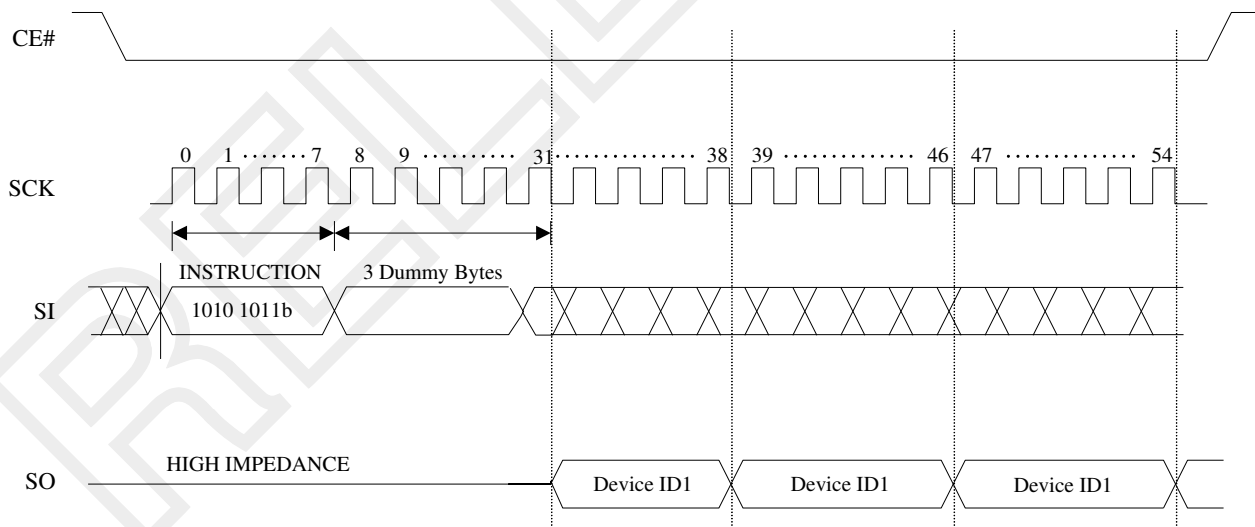 CE#
0 1 ······· 7 8 9 ·········· 31 ·················· 38 39 ·············· 46 47 ·············· 54
SCK
INSTRUCTION 3 Dummy Bytes
SI 1010 1011b
HIGH IMPEDANCE
SO Device ID1 Device ID1 Device ID1